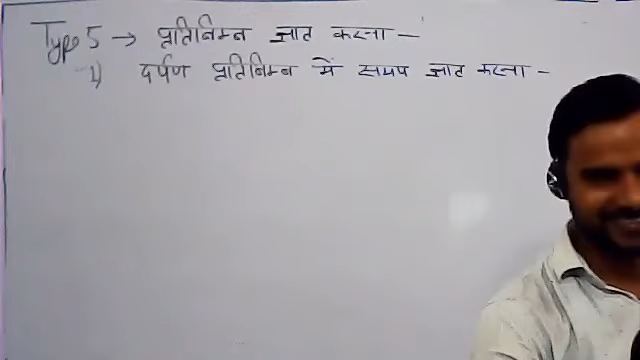 Type 5 → प्रतिबिम्ब ज्ञात करना –
1) दर्पण प्रतिबिम्ब में समय ज्ञात करना –